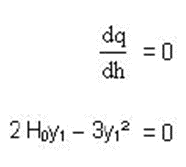 dq/dh = 0
2 H₀y₁ – 3y₁² = 0